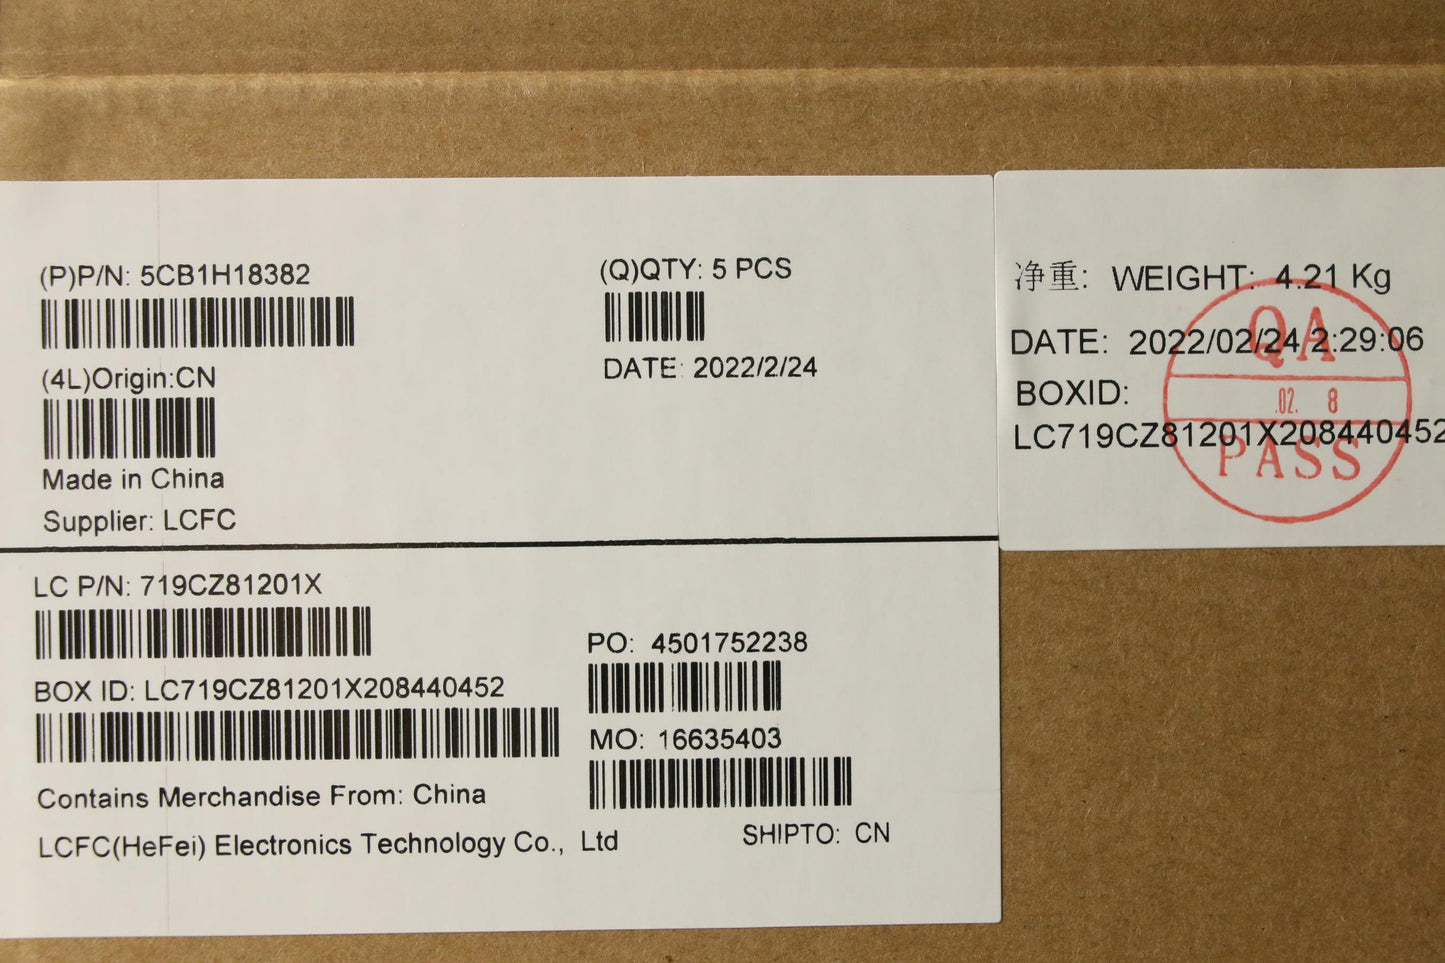 (P)P/N: 5CB1H18382
(Q)QTY: 5 PCS
DATE: 2022/2/24
(4L)Origin:CN
Made in China
Supplier: LCFC
LC P/N: 719CZ81201X
BOX ID: LC719CZ81201X208440452
PO: 4501752238
MO: 16635403
Contains Merchandise From: China
LCFC(HeFei) Electronics Technology Co., Ltd
SHIPTO: CN
净重: WEIGHT: 4.21 Kg
DATE: 2022/02/24 2:29:06
BOXID:
LC719CZ81201X208440452
QA
.02. 8
PASS